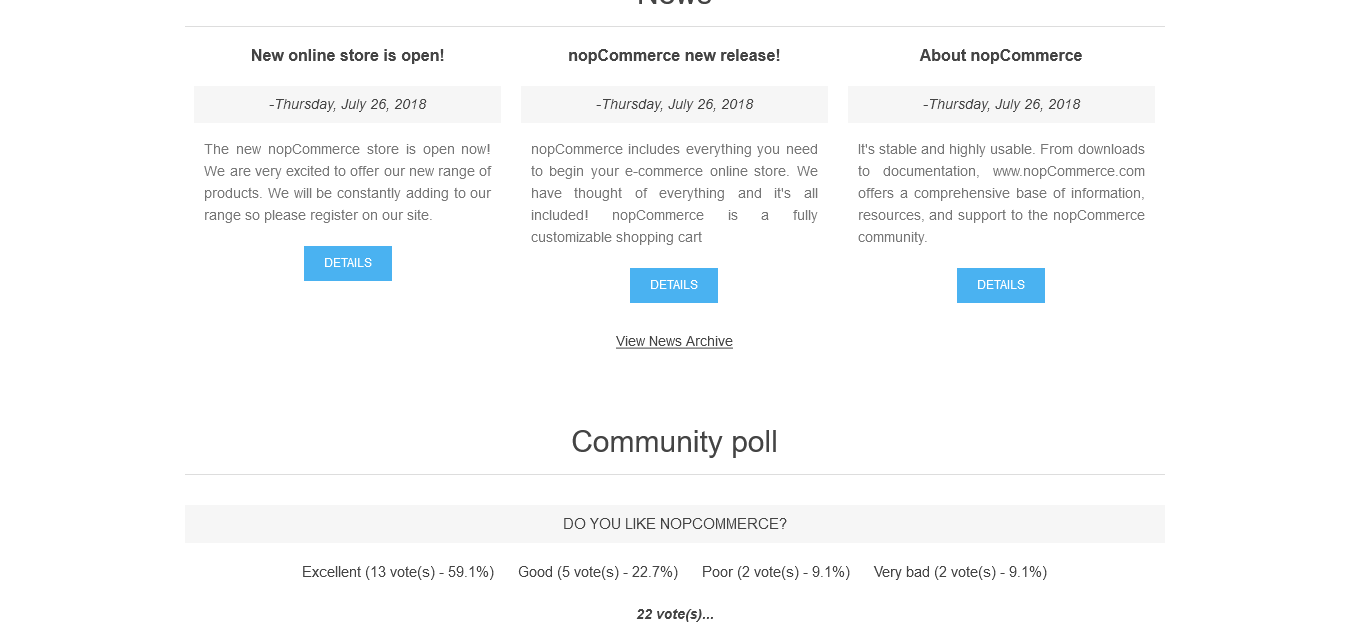 News
New online store is open!
-Thursday, July 26, 2018
The new nopCommerce store is open now!
We are very excited to offer our new range of
products. We will be constantly adding to our
range so please register on our site.
DETAILS
nopCommerce new release!
-Thursday, July 26, 2018
nopCommerce includes everything you need
to begin your e-commerce online store. We
have thought of everything and it's all
included! nopCommerce is a fully
customizable shopping cart
DETAILS
About nopCommerce
-Thursday, July 26, 2018
It's stable and highly usable. From downloads
to documentation, www.nopCommerce.com
offers a comprehensive base of information,
resources, and support to the nopCommerce
community.
DETAILS
View News Archive
Community poll
DO YOU LIKE NOPCOMMERCE?
Excellent (13 vote(s) - 59.1%) Good (5 vote(s) - 22.7%) Poor (2 vote(s) - 9.1%) Very bad (2 vote(s) - 9.1%)
22 vote(s)...